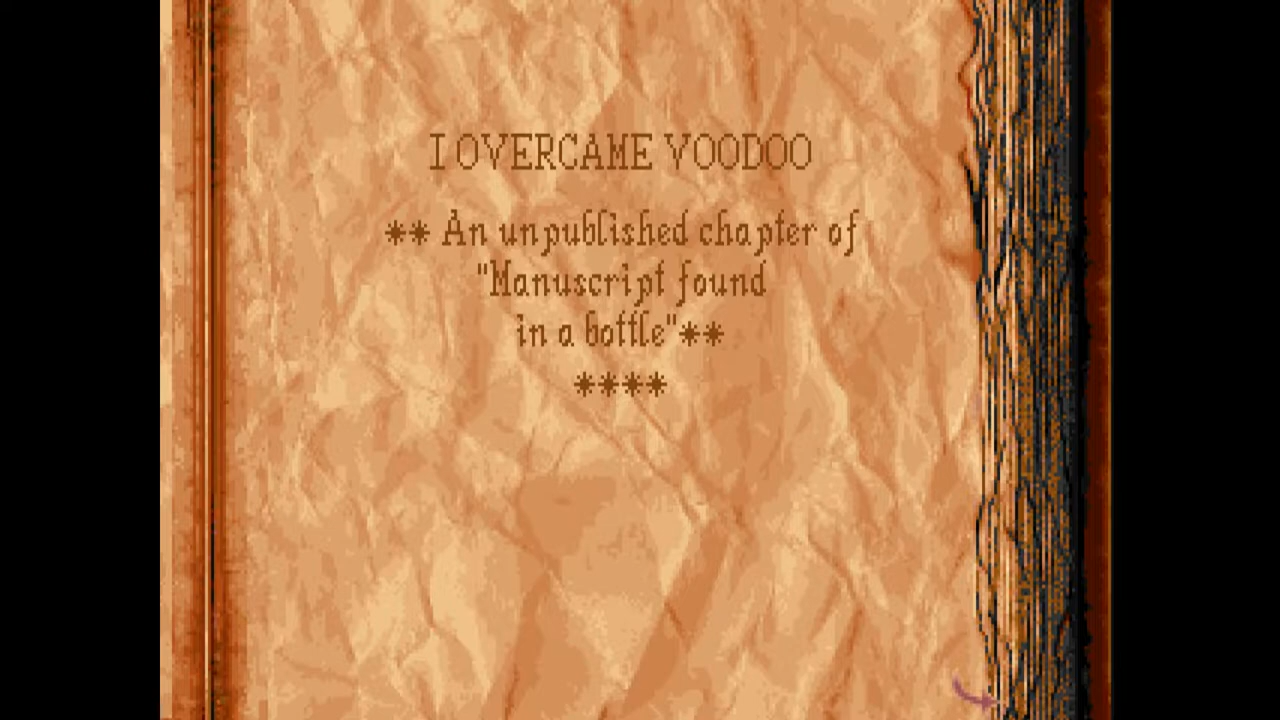 I OVERCAME VOODOO
** An unpublished chapter of
"Manuscript found
in a bottle"**
****